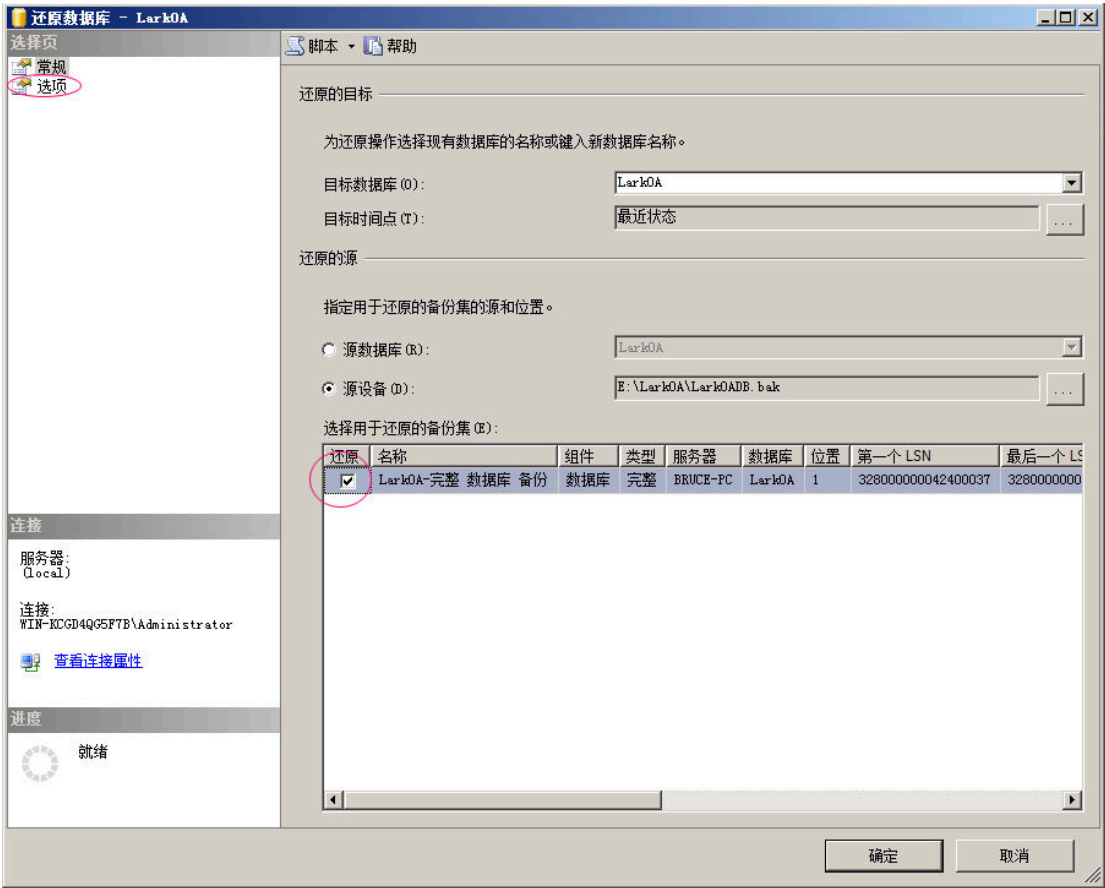 还原数据库 - LarkOA
选择页
常规
选项
脚本 帮助
还原的目标
为还原操作选择现有数据库的名称或键入新数据库名称。
目标数据库(O): LarkOA
目标时间点(T): 最近状态 ...
还原的源
指定用于还原的备份集的源和位置。
源数据库(R): LarkOA
源设备(D): E:\LarkOA\LarkOADB.bak ...
选择用于还原的备份集(E):
还原 名称 组件 类型 服务器 数据库 位置 第一个 LSN 最后一个 LS
LarkOA-完整 数据库 备份 数据库 完整 BRUCE-PC LarkOA 1 328000000042400037 3280000000
连接
服务器:
(local)
连接:
WIN-KCGD4QG5F7B\Administrator
查看连接属性
进度
就绪
确定 取消